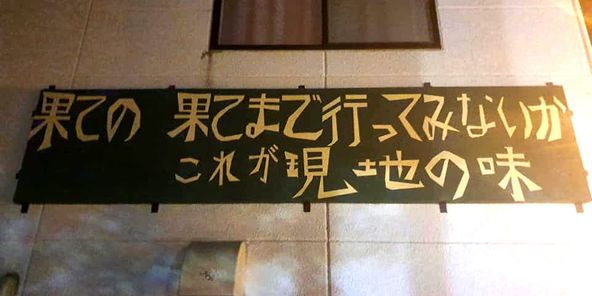 果ての 果てまで行ってみないか
これが現地の味